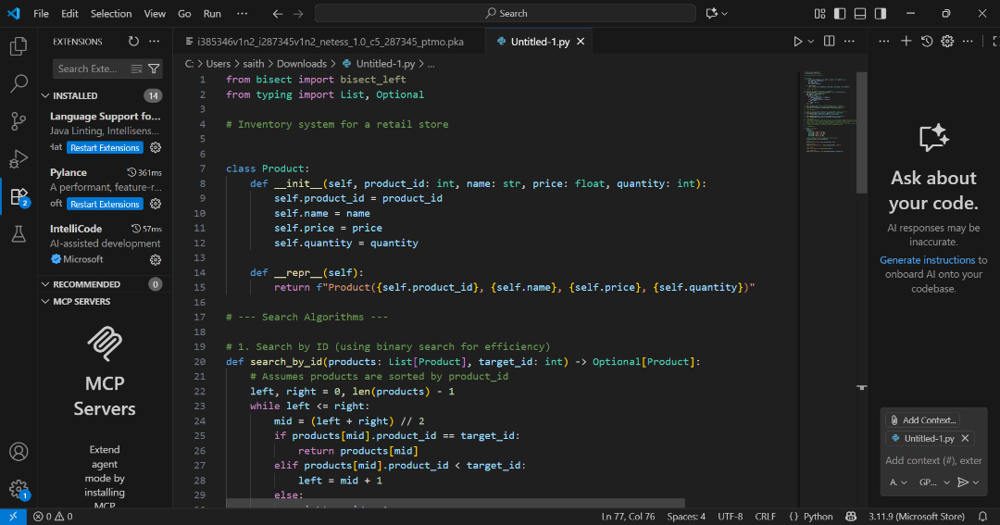 File Edit Selection View Go Run ··· Search
EXTENSIONS
Search Exte...
INSTALLED 14
Language Support fo...
Java Linting, Intellisens...
Restart Extensions
Pylance 361ms
A performant, feature-r...
oft Restart Extensions
IntelliCode 57ms
AI-assisted development
Microsoft
RECOMMENDED 0
MCP SERVERS
MCP
Servers
Extend
agent
mode by
installing
MCP
2
1
i385346v1n2_i287345v1n2_netess_1.0_c5_287345_ptmo.pka Untitled-1.py
C: > Users > saith > Downloads > Untitled-1.py > ...
1 from bisect import bisect_left
2 from typing import List, Optional
3
4 # Inventory system for a retail store
5
6
7 class Product:
8 def __init__(self, product_id: int, name: str, price: float, quantity: int):
9 self.product_id = product_id
10 self.name = name
11 self.price = price
12 self.quantity = quantity
13
14 def __repr__(self):
15 return f"Product({self.product_id}, {self.name}, {self.price}, {self.quantity})"
16
17 # --- Search Algorithms ---
18
19 # 1. Search by ID (using binary search for efficiency)
20 def search_by_id(products: List[Product], target_id: int) -> Optional[Product]:
21 # Assumes products are sorted by product_id
22 left, right = 0, len(products) - 1
23 while left <= right:
24 mid = (left + right) // 2
25 if products[mid].product_id == target_id:
26 return products[mid]
27 elif products[mid].product_id < target_id:
28 left = mid + 1
29 else:
Ask about
your code.
AI responses may be
inaccurate.
Generate instructions to
onboard AI onto your
codebase.
Add Context...
Untitled-1.py
Add context (#), exter
A. GP...
0 0 Ln 77, Col 76 Spaces: 4 UTF-8 CRLF {} Python 3.11.9 (Microsoft Store)